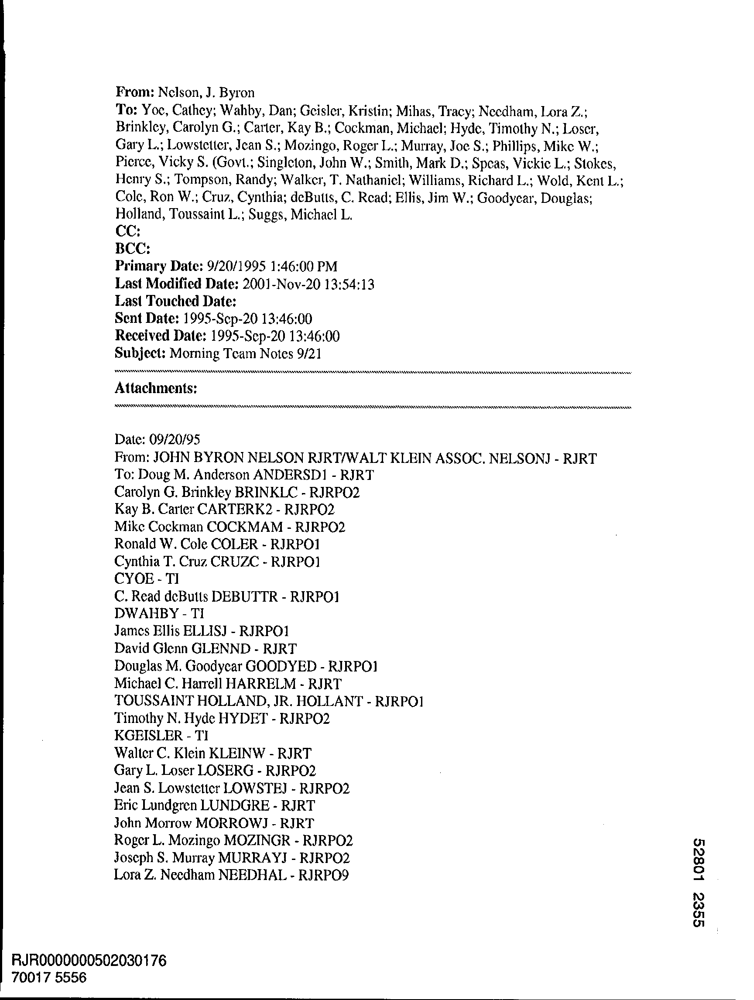 From: Nelson, J. Byron
To: Yoe, Cathey; Wahby, Dan; Geisler, Kristin; Mihas, Tracy; Needham, Lora Z.;
Brinkley, Carolyn G.; Carter, Kay B.; Cockman, Michael; Hyde, Timothy N.; Loser,
Gary L.; Lowstetter, Jean S.; Mozingo, Roger L.; Murray, Joe S.; Phillips, Mike W.;
Pierce, Vicky S. (Govt.; Singleton, John W.; Smith, Mark D.; Speas, Vickie L.; Stokes,
Henry S.; Tompson, Randy; Walker, T. Nathaniel; Williams, Richard L.; Wold, Kent L.;
Cole, Ron W.; Cruz, Cynthia; deButts, C. Read; Ellis, Jim W.; Goodyear, Douglas;
Holland, Toussaint L.; Suggs, Michael L.
CC:
BCC:
Primary Date: 9/20/1995 1:46:00 PM
Last Modified Date: 2001-Nov-20 13:54:13
Last Touched Date:
Sent Date: 1995-Sep-20 13:46:00
Received Date: 1995-Sep-20 13:46:00
Subject: Morning Team Notes 9/21
Attachments:
Date: 09/20/95
From: JOHN BYRON NELSON RJRT/WALT KLEIN ASSOC. NELSONJ - RJRT
To: Doug M. Anderson ANDERSD1 - RJRT
Carolyn G. Brinkley BRINKLC - RJRPO2
Kay B. Carter CARTERK2 - RJRPO2
Mike Cockman COCKMAM - RJRPO2
Ronald W. Cole COLER - RJRPO1
Cynthia T. Cruz CRUZC - RJRPO1
CYOE - TI
C. Read deButts DEBUTTR - RJRPO1
DWAHBY - TI
James Ellis ELLISJ - RJRPO1
David Glenn GLENND - RJRT
Douglas M. Goodyear GOODYED - RJRPO1
Michael C. Harrell HARRELM - RJRT
TOUSSAINT HOLLAND, JR. HOLLANT - RJRPO1
Timothy N. Hyde HYDET - RJRPO2
KGEISLER - TI
Walter C. Klein KLEINW - RJRT
Gary L. Loser LOSERG - RJRPO2
Jean S. Lowstetter LOWSTEJ - RJRPO2
Eric Lundgren LUNDGRE - RJRT
John Morrow MORROWJ - RJRT
Roger L. Mozingo MOZINGR - RJRPO2
Joseph S. Murray MURRAYJ - RJRPO2
Lora Z. Needham NEEDHAL - RJRPO9
52801 2355
RJR0000000502030176
70017 5556